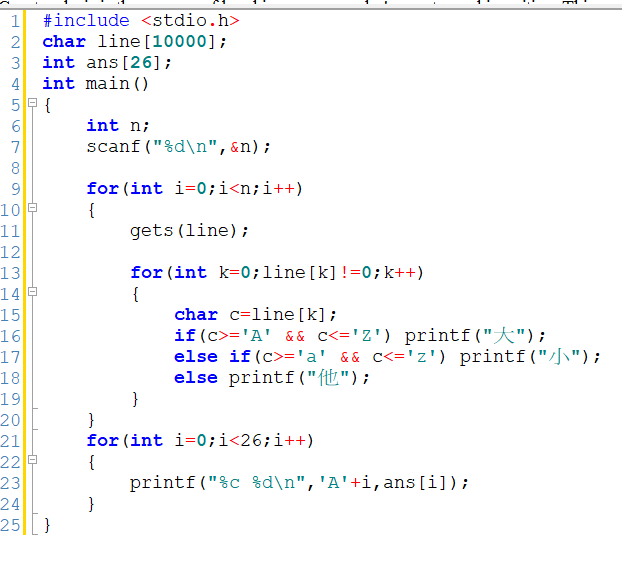 1 #include <stdio.h>
2 char line[10000];
3 int ans[26];
4 int main()
5 {
6     int n;
7     scanf("%d\n",&n);
8
9     for(int i=0;i<n;i++)
10     {
11         gets(line);
12
13         for(int k=0;line[k]!=0;k++)
14         {
15             char c=line[k];
16             if(c>='A' && c<='Z') printf("大");
17             else if(c>='a' && c<='z') printf("小");
18             else printf("他");
19         }
20     }
21     for(int i=0;i<26;i++)
22     {
23         printf("%c %d\n",'A'+i,ans[i]);
24     }
25 }